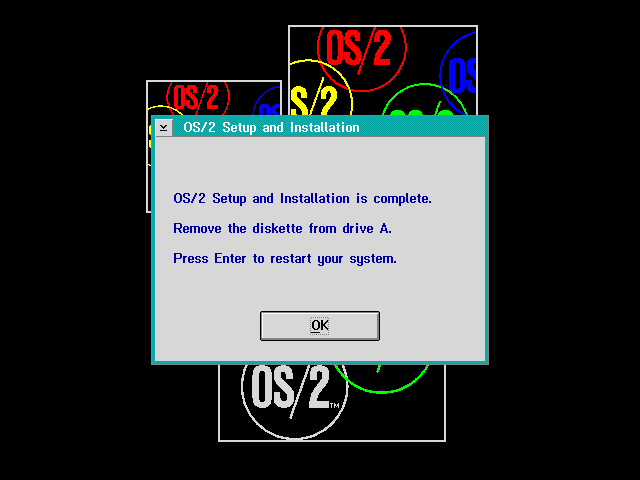 OS/2
OS/2
OS
S/2
OS/2 Setup and Installation
OS/2 Setup and Installation is complete.
Remove the diskette from drive A.
Press Enter to restart your system.
OK
OS/2™